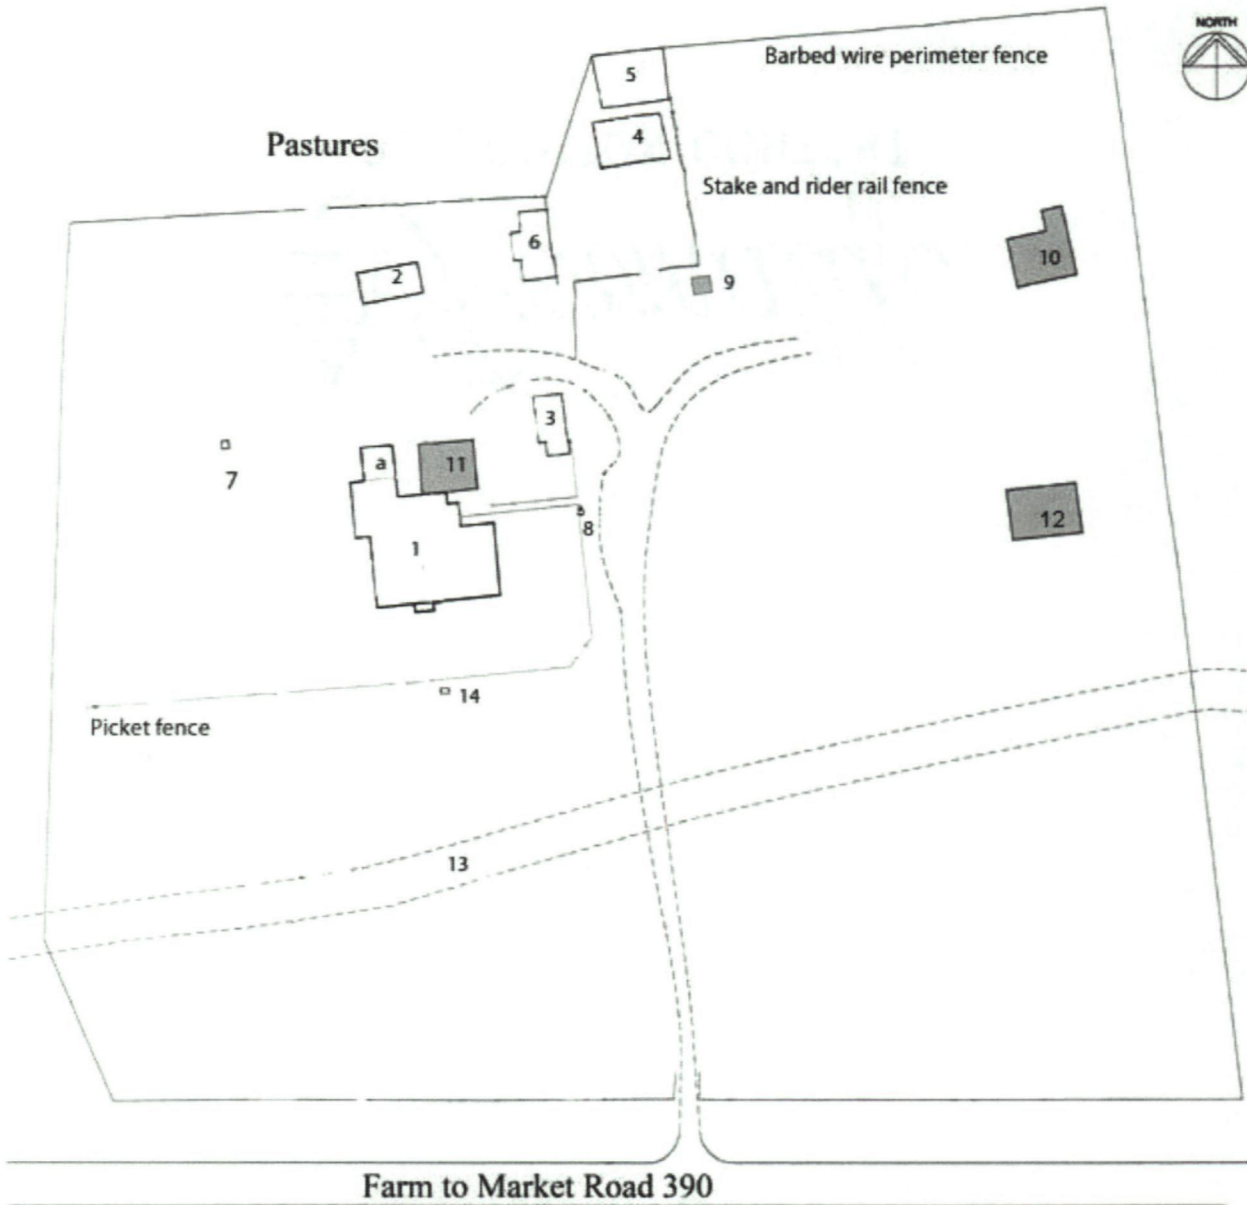 NORTH
Barbed wire perimeter fence
5
4
Pastures
Stake and rider rail fence
6
10
2
9
3
a
11
7
8
12
1
14
Picket fence
13
Farm to Market Road 390